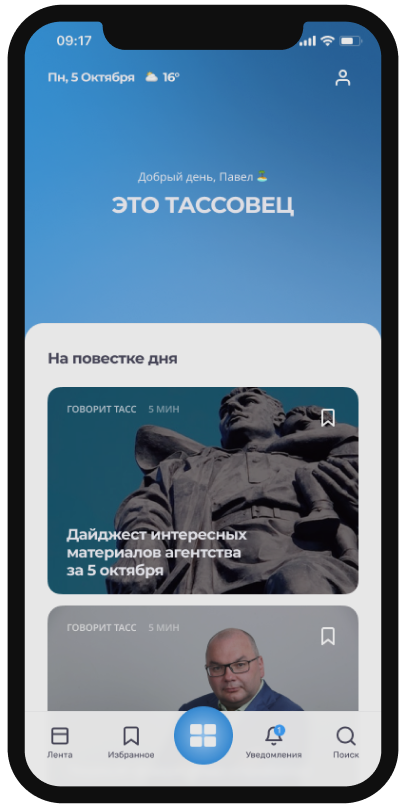 09:17
Пн, 5 Октября 16°
Добрый день, Павел
ЭТО ТАССОВЕЦ
На повестке дня
ГОВОРИТ ТАСС 5 МИН
Дайджест интересных
материалов агентства
за 5 октября
ГОВОРИТ ТАСС 5 МИН
1
Лента Избранное Уведомления Поиск